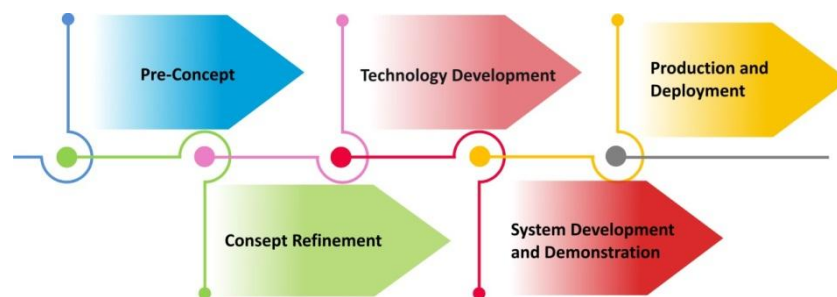 Pre-Concept
Consept Refinement
Technology Development
System Development
and Demonstration
Production and
Deployment